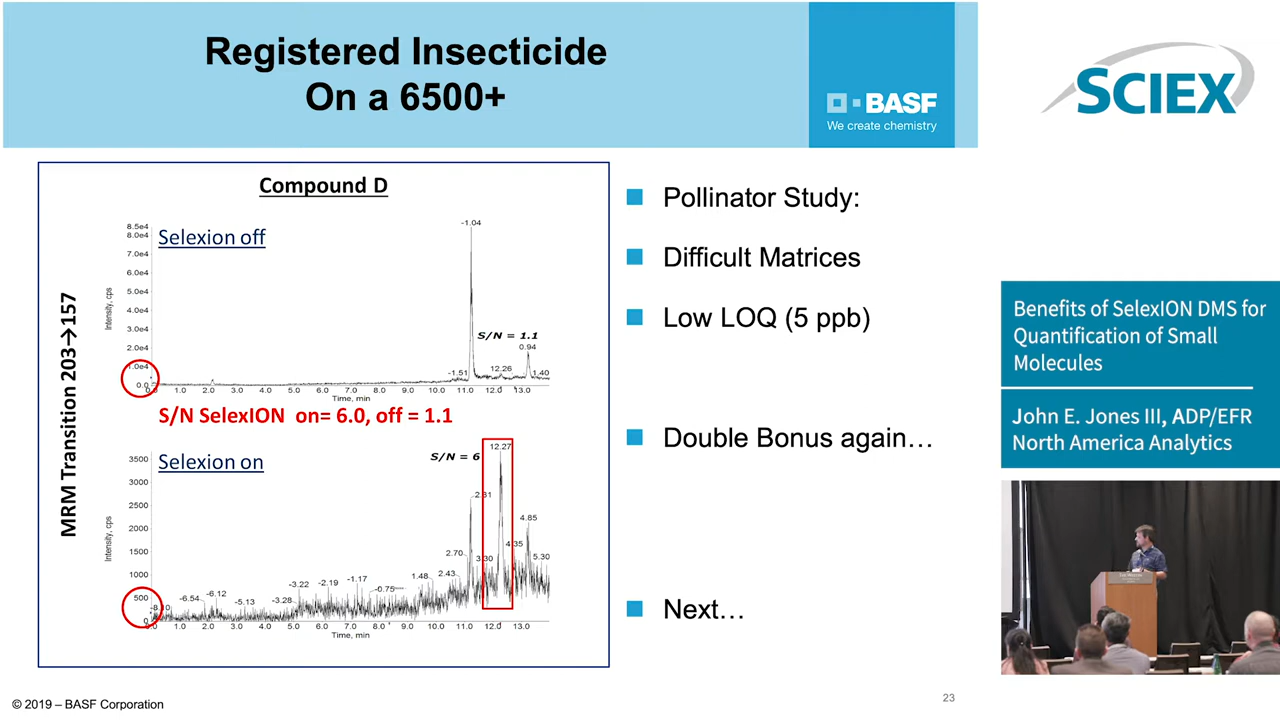 Registered Insecticide
On a 6500+
BASF
We create chemistry
SCIEX
Compound D
Selexion off
MRM Transition 203→157
Intensity, cps
8.5e4
8.0e4
7.0e4
6.0e4
5.0e4
4.0e4
3.0e4
2.0e4
1.0e4
0.0
-1.04
S/N = 1.1
0.94
-1.51
12.26
1.40
1.0 2.0 3.0 4.0 5.0 6.0 7.0 8.0 9.0 10.0 11.0 12.0 13.0
Time, min
S/N SelexION on= 6.0, off = 1.1
Selexion on
Intensity, cps
3500
3000
2500
2000
1500
1000
500
0
S/N = 6
12.27
4.85
5.30
2.70
1.48
2.43
-3.22
-2.19
-1.17
-0.75
-6.54
-6.12
-5.13
-3.28
1.0 2.0 3.0 4.0 5.0 6.0 7.0 8.0 9.0 10.0 11.0 12.0 13.0
Time, min
Pollinator Study:
Difficult Matrices
Low LOQ (5 ppb)
Double Bonus again…
Next…
Benefits of SelexION DMS for
Quantification of Small
Molecules
John E. Jones III, ADP/EFR
North America Analytics
© 2019 – BASF Corporation
23